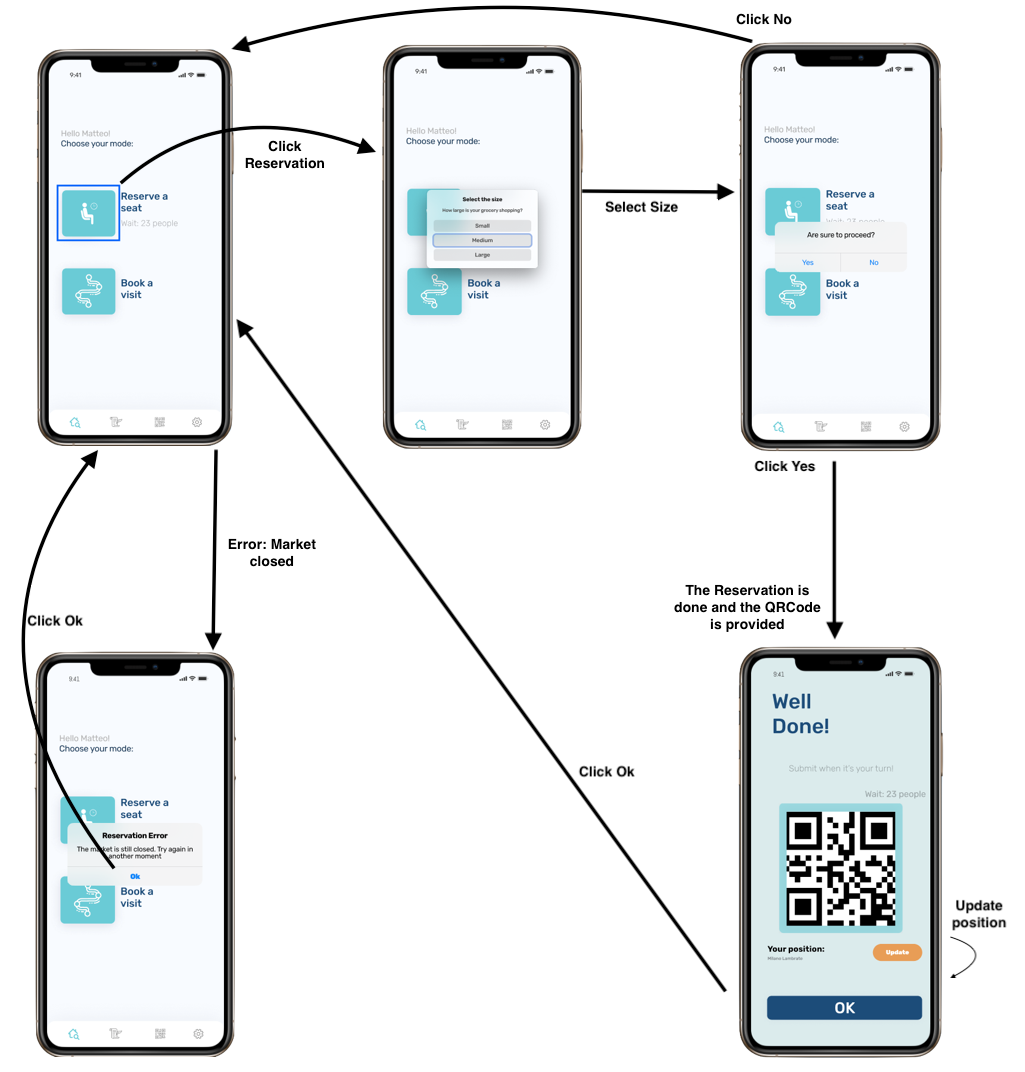 Click No
9:41
Hello Matteo!
Choose your mode:
Reserve a
seat
Wait: 23 people
Book a
visit
Click
Reservation
9:41
Hello Matteo!
Choose your mode:
Select the size
How large is your grocery shopping?
Small
Medium
Large
Book a
visit
Select Size
9:41
Hello Matteo!
Choose your mode:
Reserve a
seat
Wait: 23 people
Are sure to proceed?
Yes
No
Book a
visit
Click Yes
Error: Market
closed
Click Ok
The Reservation is
done and the QRCode
is provided
9:41
Hello Matteo!
Choose your mode:
Reserve a
seat
Reservation Error
The market is still closed. Try again in
another moment
Ok
Book a
visit
Click Ok
9:41
Well
Done!
Submit when it's your turn!
Wait: 23 people
Your position:
Milano Lambrate
Update
OK
Update
position